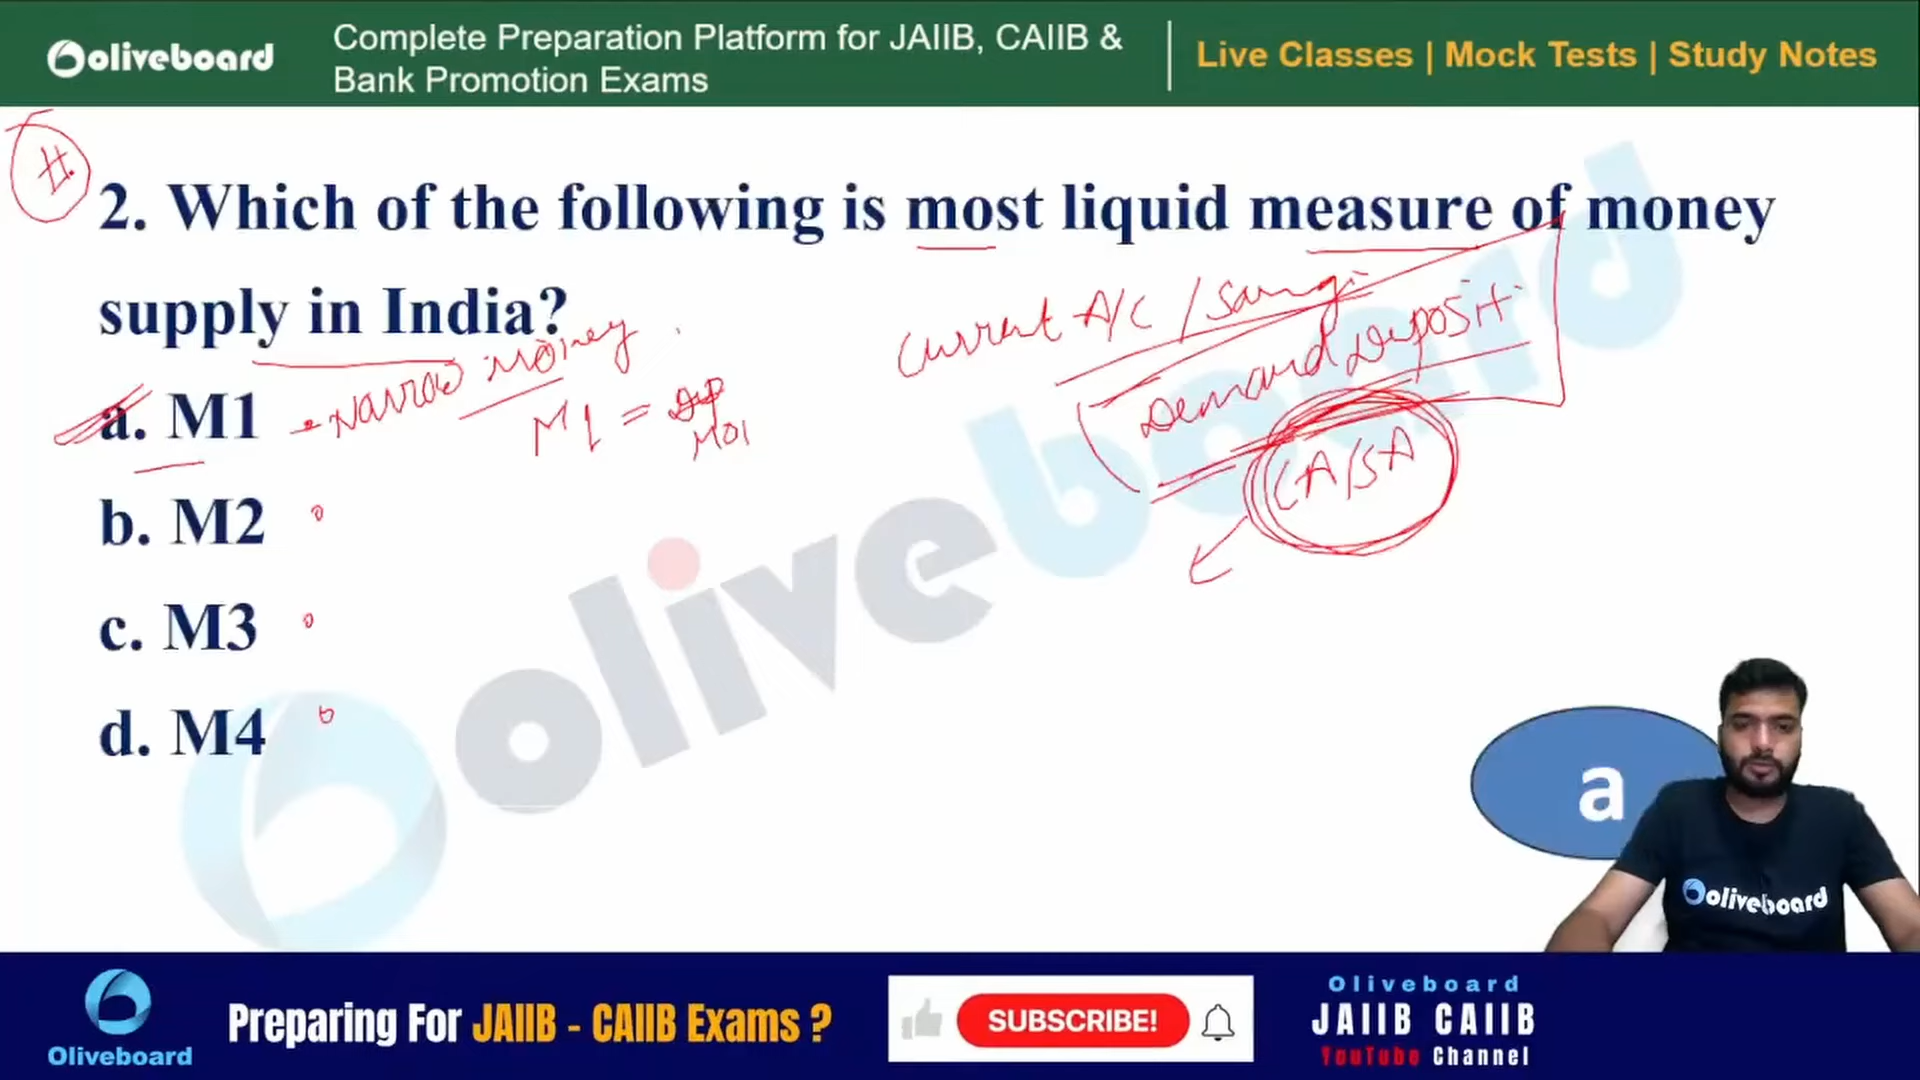 oliveboard
Complete Preparation Platform for JAIIB, CAIIB &
Bank Promotion Exams
Live Classes | Mock Tests | Study Notes
2. Which of the following is most liquid measure of money
supply in India?
Current A/C /
Demand Deposit
CA/SA
a. M1
Narrow Money
M1 =
b. M2
c. M3
d. M4
oliveboard
a
oliveboard
Oliveboard
Preparing For JAIIB - CAIIB Exams ?
SUBSCRIBE!
Oliveboard
JAIIB CAIIB
YouTube Channel